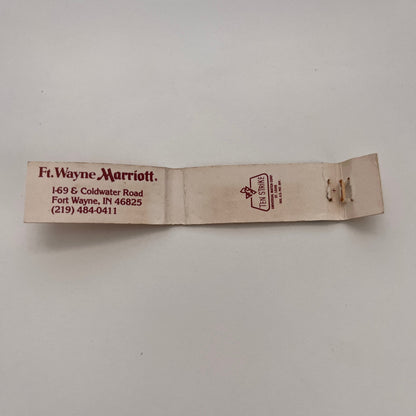 Ft. Wayne Marriott.
I-69 & Coldwater Road
Fort Wayne, IN 46825
(219) 484-0411
TEN STRIKE